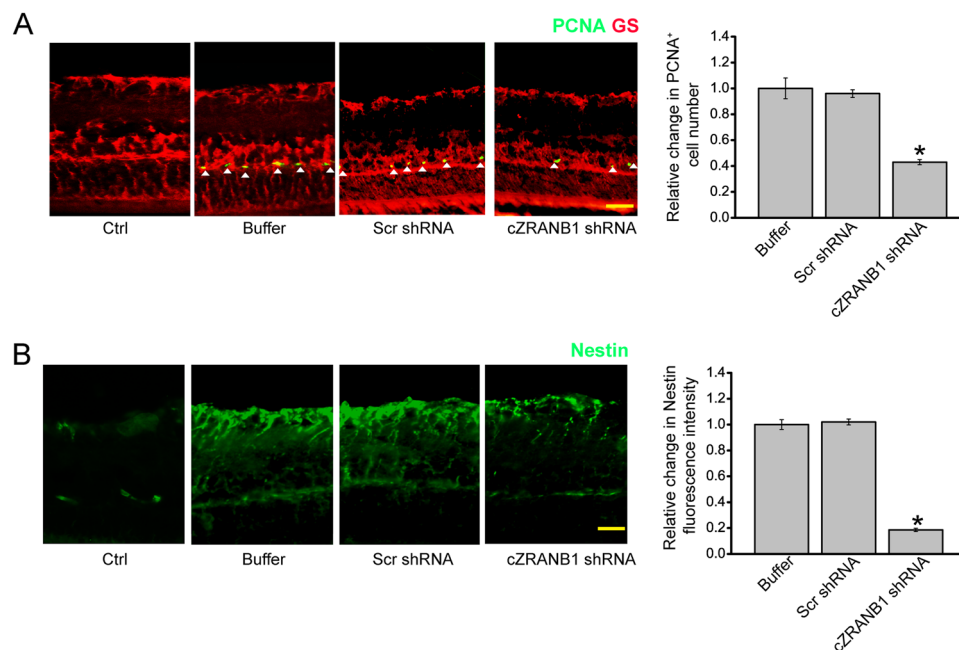 A
PCNA GS
Ctrl
Buffer
Scr shRNA
cZRANB1 shRNA
Relative change in PCNA⁺
cell number
1.4
1.2
1.0
0.8
0.6
0.4
0.2
0.0
*
Buffer
Scr shRNA
cZRANB1 shRNA
B
Nestin
Ctrl
Buffer
Scr shRNA
cZRANB1 shRNA
Relative change in Nestin
fluorescence intensity
1.4
1.2
1.0
0.8
0.6
0.4
0.2
0.0
*
Buffer
Scr shRNA
cZRANB1 shRNA